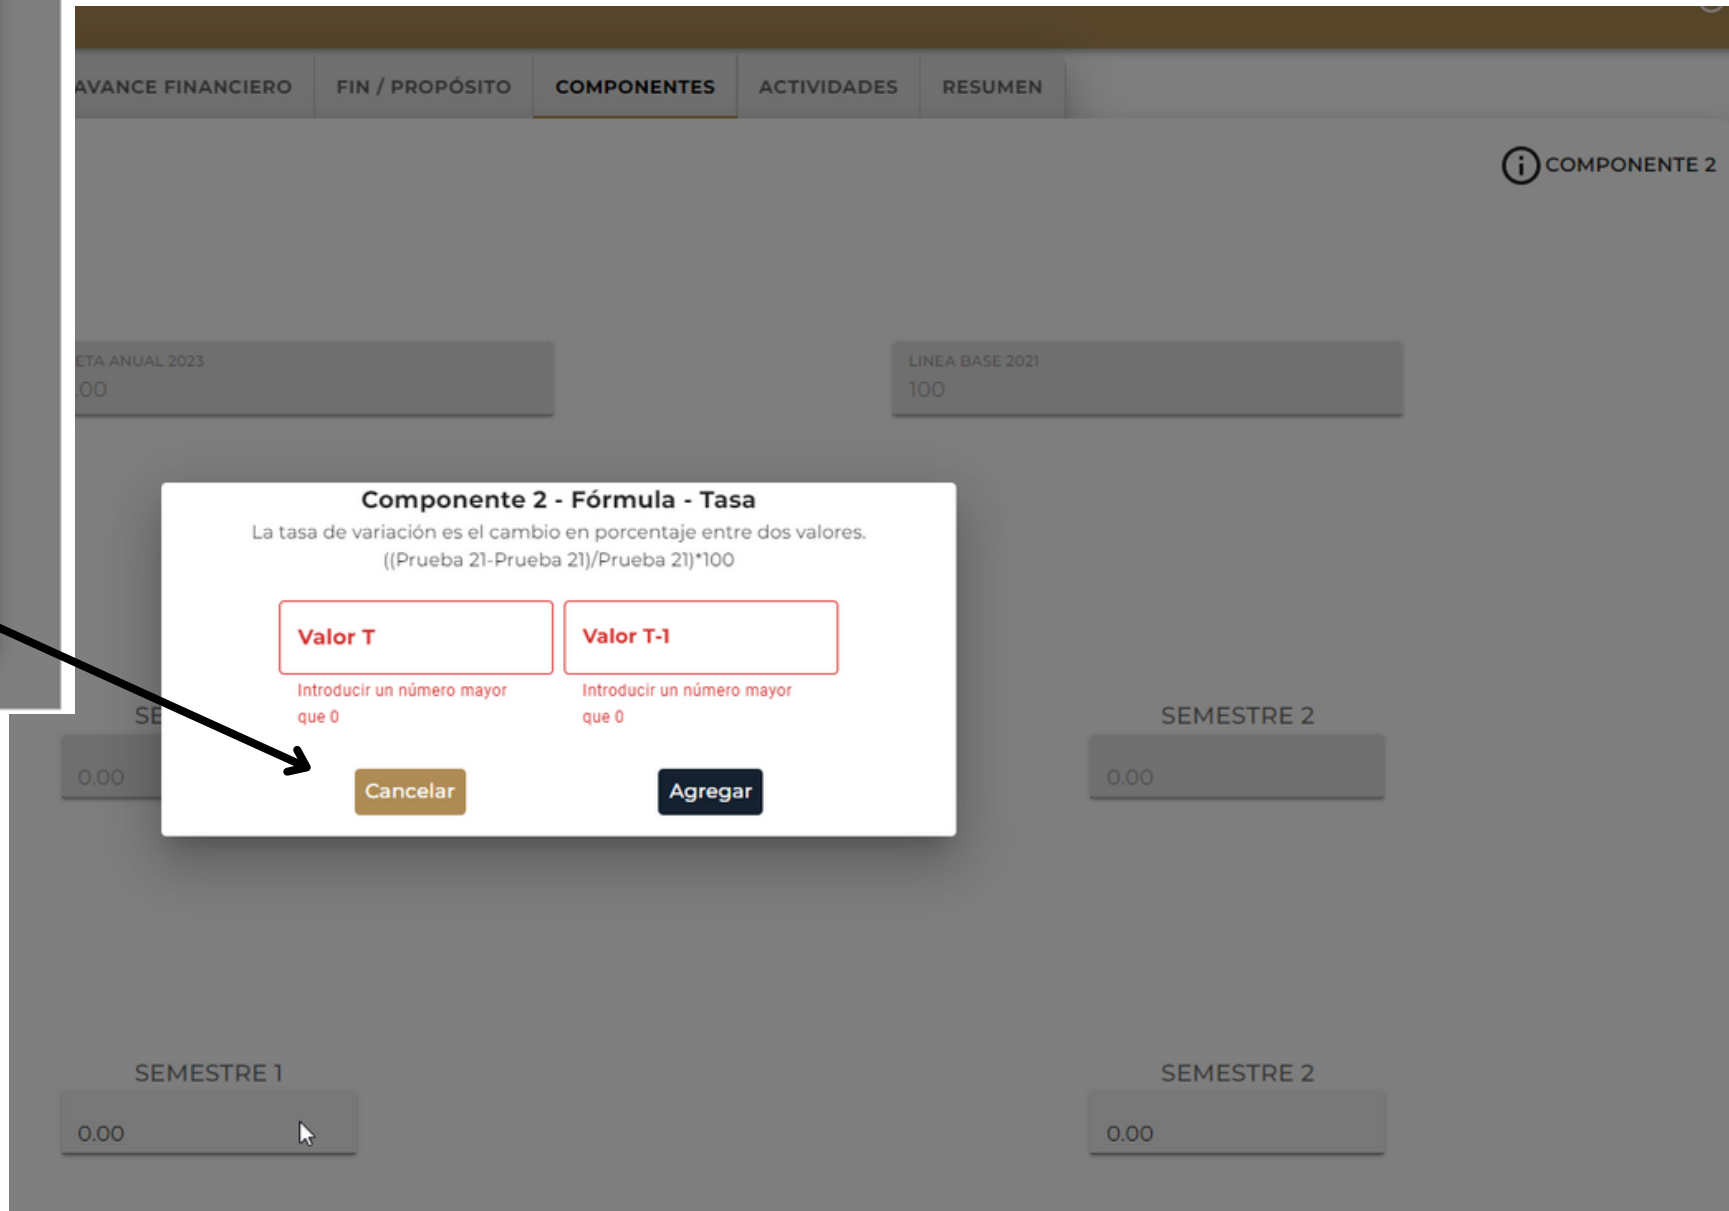 AVANCE FINANCIERO FIN / PROPÓSITO COMPONENTES ACTIVIDADES RESUMEN
COMPONENTE 2
ETA ANUAL 2023 LINEA BASE 2021
.00 100
Componente 2 - Fórmula - Tasa
La tasa de variación es el cambio en porcentaje entre dos valores.
((Prueba 21-Prueba 21)/Prueba 21)*100
Valor T Valor T-1
Introducir un número mayor Introducir un número mayor
que 0 que 0
SE SEMESTRE 2
0.00 0.00
Cancelar Agregar
SEMESTRE 1 SEMESTRE 2
0.00 0.00